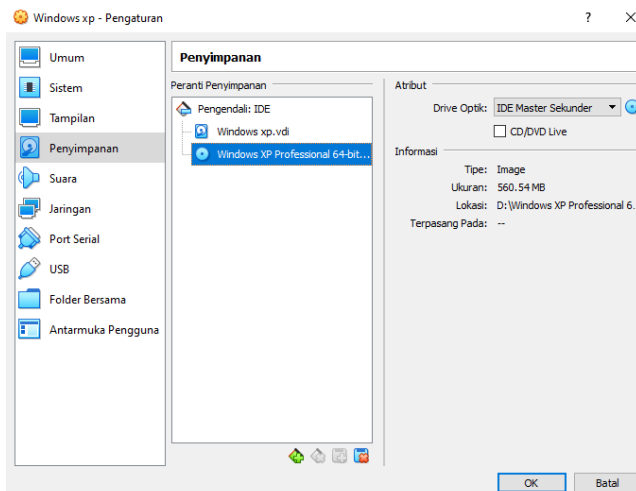 Windows xp - Pengaturan
?
Umum
Sistem
Tampilan
Penyimpanan
Suara
Jaringan
Port Serial
USB
Folder Bersama
Antarmuka Pengguna
Penyimpanan
Peranti Penyimpanan
Pengendali: IDE
Windows xp.vdi
Windows XP Professional 64-bit...
Atribut
Drive Optik: IDE Master Sekunder
CD/DVD Live
Informasi
Tipe: Image
Ukuran: 560.54 MB
Lokasi: D:\Windows XP Professional 6.
Terpasang Pada: --
OK
Batal